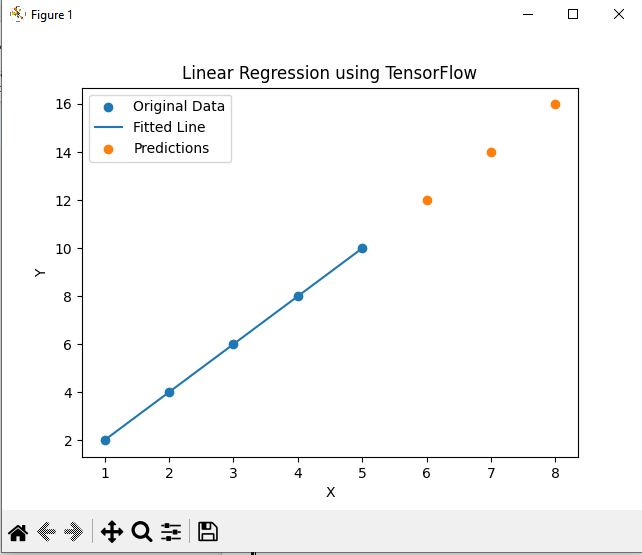 Figure 1
Linear Regression using TensorFlow
Original Data
Fitted Line
Predictions
16
14
12
10
8
6
4
2
Y
1 2 3 4 5 6 7 8
X